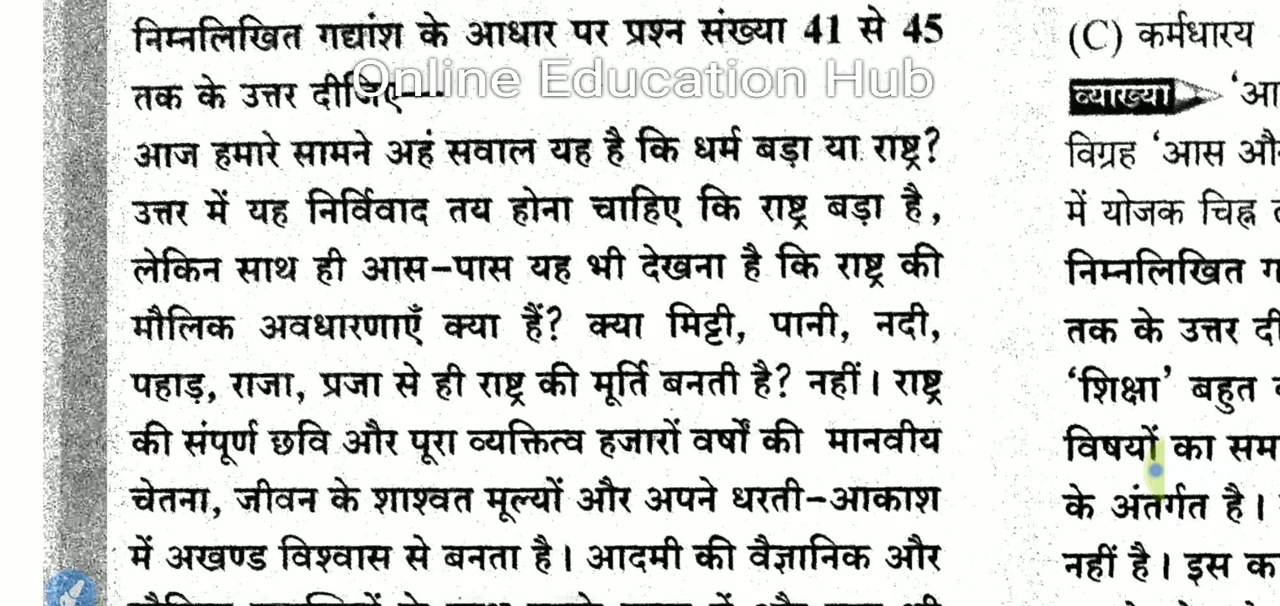 निम्नलिखित गद्यांश के आधार पर प्रश्न संख्या 41 से 45
तक के उत्तर दीजिए—
Online Education Hub
आज हमारे सामने अहं सवाल यह है कि धर्म बड़ा या राष्ट्र?
उत्तर में यह निर्विवाद तय होना चाहिए कि राष्ट्र बड़ा है,
लेकिन साथ ही आस-पास यह भी देखना है कि राष्ट्र की
मौलिक अवधारणाएँ क्या हैं? क्या मिट्टी, पानी, नदी,
पहाड़, राजा, प्रजा से ही राष्ट्र की मूर्ति बनती है? नहीं। राष्ट्र
की संपूर्ण छवि और पूरा व्यक्तित्व हजारों वर्षों की मानवीय
चेतना, जीवन के शाश्वत मूल्यों और अपने धरती-आकाश
में अखण्ड विश्वास से बनता है। आदमी की वैज्ञानिक और
(C) कर्मधारय
व्याख्या 'आ
विग्रह 'आस औ
में योजक चिह्न
निम्नलिखित ग
तक के उत्तर दी
'शिक्षा' बहुत
विषयों का सम
के अंतर्गत है।
नहीं है। इस क